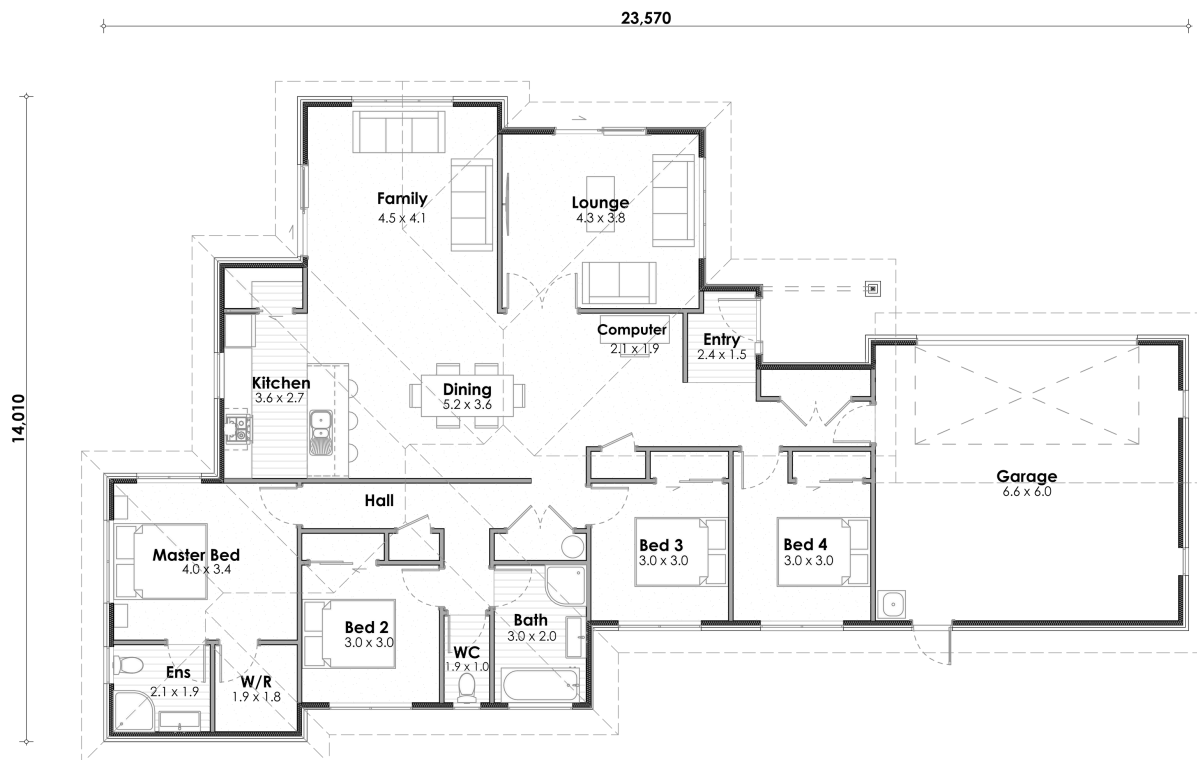 23,570
14,010
Family
4.5 x 4.1
Lounge
4.3 x 3.8
Computer
2.1 x 1.9
Entry
2.4 x 1.5
Kitchen
3.6 x 2.7
Dining
5.2 x 3.6
Garage
6.6 x 6.0
Hall
Master Bed
4.0 x 3.4
Bed 3
3.0 x 3.0
Bed 4
3.0 x 3.0
Bed 2
3.0 x 3.0
Bath
3.0 x 2.0
WC
1.9 x 1.0
Ens
2.1 x 1.9
W/R
1.9 x 1.8